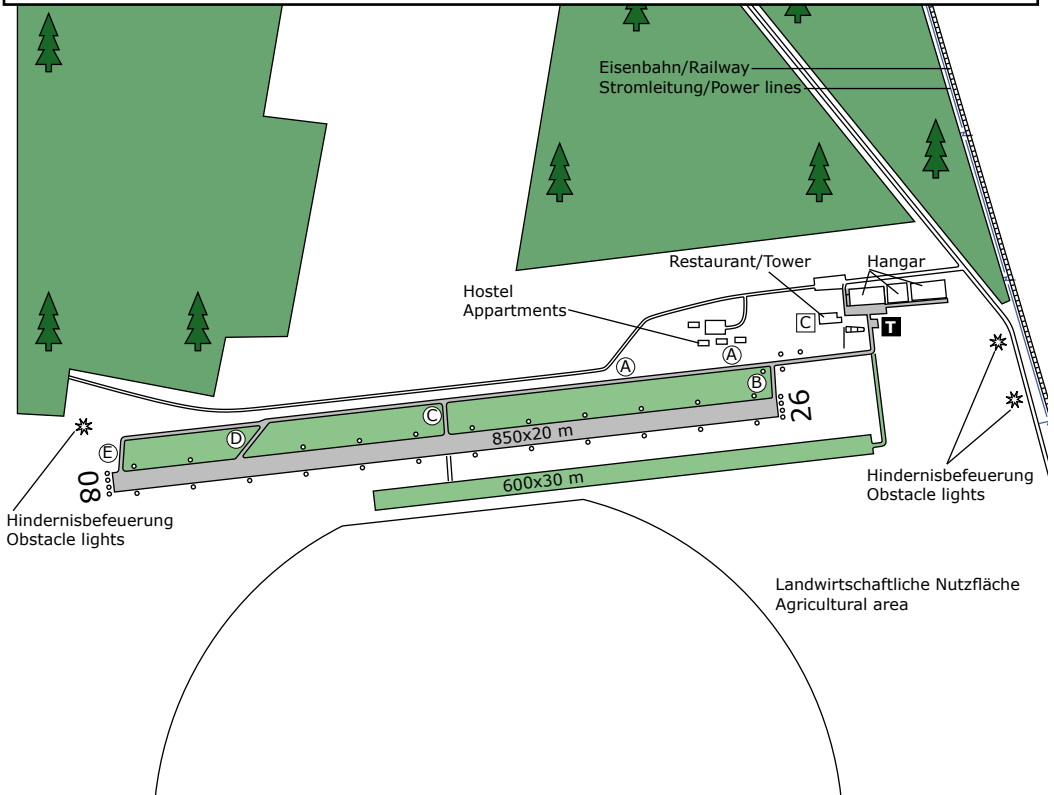 Eisenbahn/Railway
Stromleitung/Power lines
Restaurant/Tower
Hangar
Hostel
Appartments
C
T
A
A
B
C
D
E
26
08
850x20 m
600x30 m
Hindernisbefeuerung
Obstacle lights
Hindernisbefeuerung
Obstacle lights
Landwirtschaftliche Nutzfläche
Agricultural area